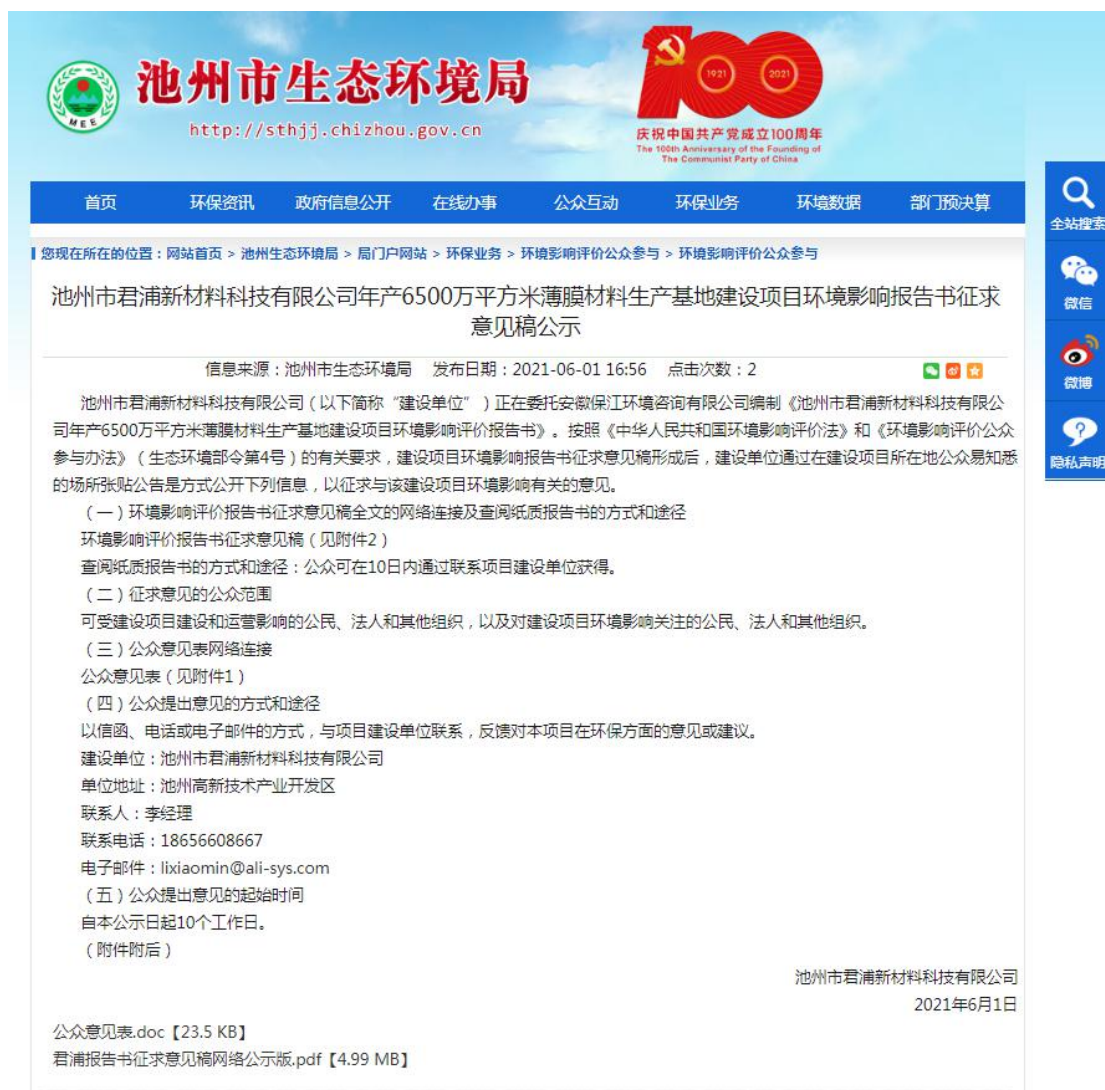 池州市生态环境局
http://sthjj.chizhou.gov.cn
MEE
1921
2021
庆祝中国共产党成立100周年
The 100th Anniversary of the Founding of
The Communist Party of China
首页 环保资讯 政府信息公开 在线办事 公众互动 环保业务 环境数据 部门预决算
全站搜索
微信
微博
隐私声明
您现在所在的位置：网站首页 > 池州生态环境局 > 局门户网站 > 环保业务 > 环境影响评价公众参与 > 环境影响评价公众参与
池州市君浦新材料科技有限公司年产6500万平方米薄膜材料生产基地建设项目环境影响报告书征求
意见稿公示
信息来源：池州市生态环境局 发布日期：2021-06-01 16:56 点击次数：2
池州市君浦新材料科技有限公司（以下简称“建设单位”）正在委托安徽保江环境咨询有限公司编制《池州市君浦新材料科技有限公
司年产6500万平方米薄膜材料生产基地建设项目环境影响评价报告书》。按照《中华人民共和国环境影响评价法》和《环境影响评价公众
参与办法》（生态环境部令第4号）的有关要求，建设项目环境影响报告书征求意见稿形成后，建设单位通过在建设项目所在地公众易知悉
的场所张贴公告是方式公开下列信息，以征求与该建设项目环境影响有关的意见。
（一）环境影响评价报告书征求意见稿全文的网络连接及查阅纸质报告书的方式和途径
环境影响评价报告书征求意见稿（见附件2）
查阅纸质报告书的方式和途径：公众可在10日内通过联系项目建设单位获得。
（二）征求意见的公众范围
可受建设项目建设和运营影响的公民、法人和其他组织，以及对建设项目环境影响关注的公民、法人和其他组织。
（三）公众意见表网络连接
公众意见表（见附件1）
（四）公众提出意见的方式和途径
以信函、电话或电子邮件的方式，与项目建设单位联系，反馈对本项目在环保方面的意见或建议。
建设单位：池州市君浦新材料科技有限公司
单位地址：池州高新技术产业开发区
联系人：李经理
联系电话：18656608667
电子邮件：lixiaomin@ali-sys.com
（五）公众提出意见的起始时间
自本公示日起10个工作日。
（附件附后）
池州市君浦新材料科技有限公司
2021年6月1日
公众意见表.doc【23.5 KB】
君浦报告书征求意见稿网络公示版.pdf【4.99 MB】